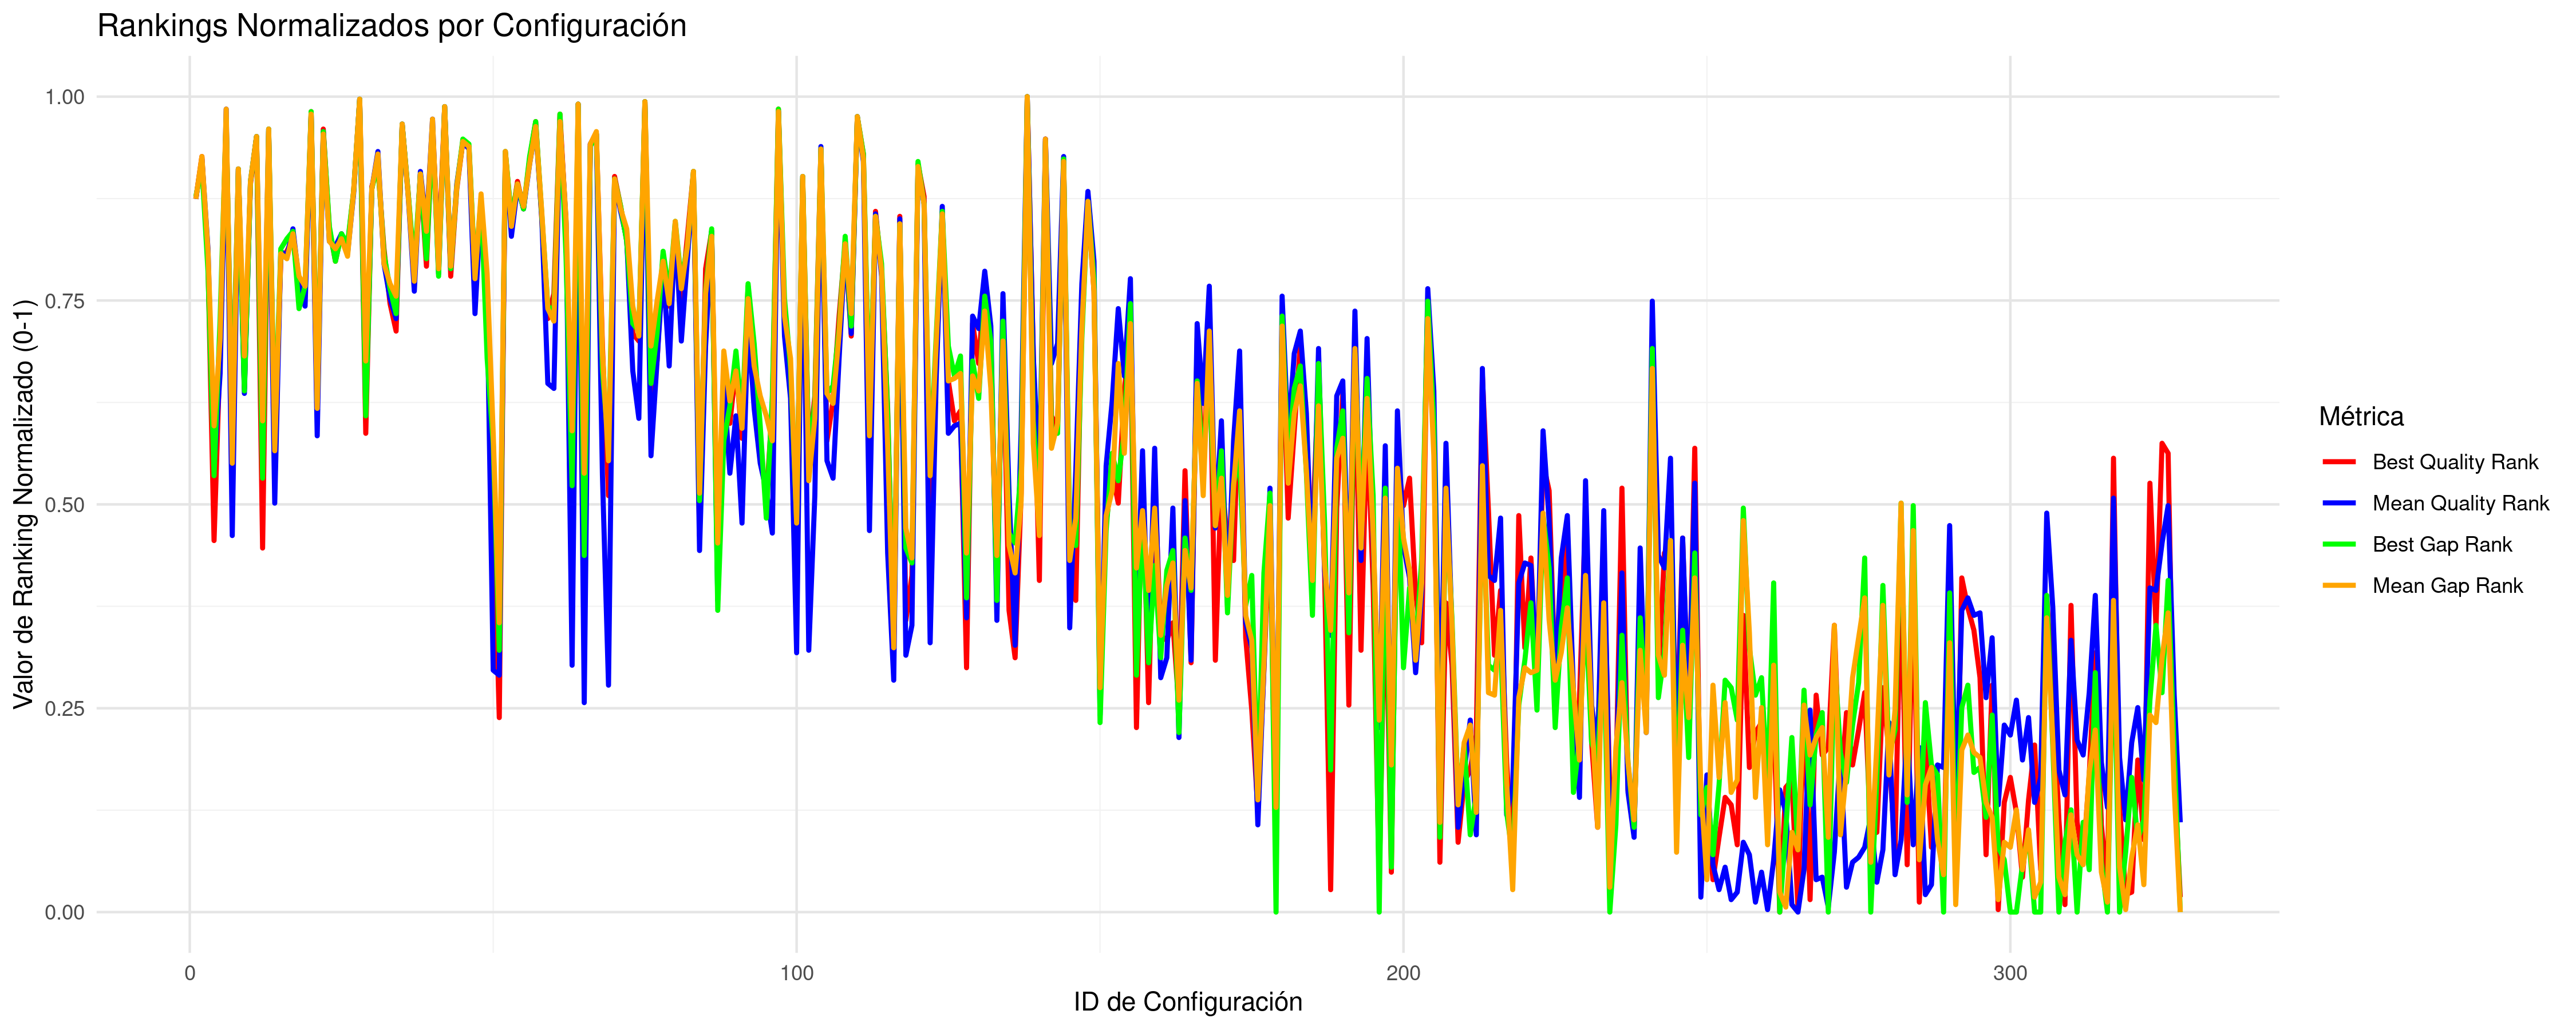 Rankings Normalizados por Configuración
Valor de Ranking Normalizado (0-1)
1.00
0.75
0.50
0.25
0.00
0
100
200
300
ID de Configuración
Métrica
Best Quality Rank
Mean Quality Rank
Best Gap Rank
Mean Gap Rank